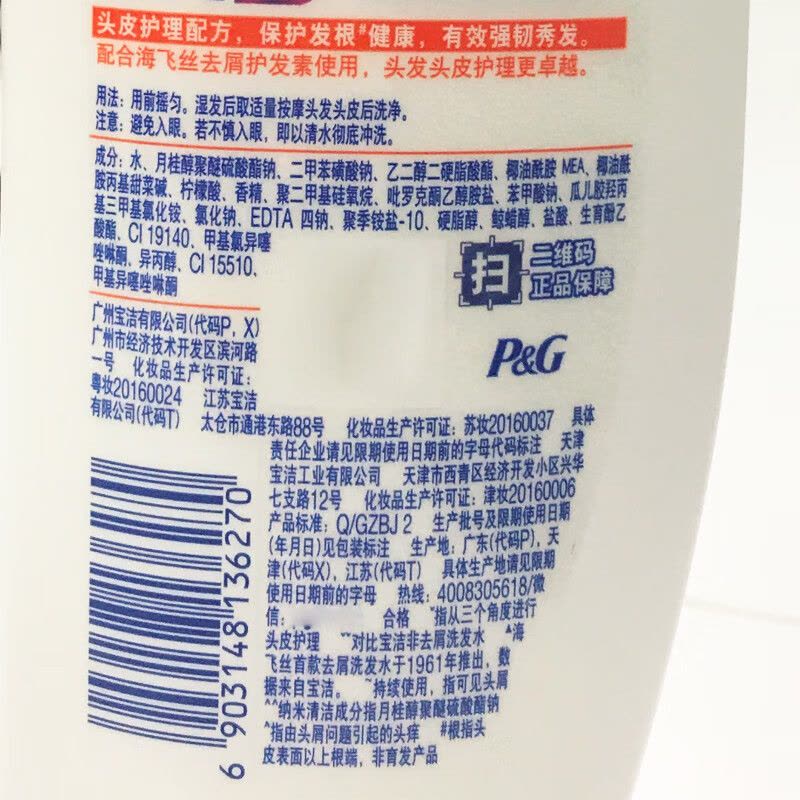 头皮护理配方，保护发根#健康，有效强韧秀发。
配合海飞丝去屑护发素使用，头发头皮护理更卓越。
用法：用前摇匀。湿发后取适量按摩头发头皮后洗净。
注意：避免入眼。若不慎入眼，即以清水彻底冲洗。
成分：水、月桂醇聚醚硫酸酯钠、二甲苯磺酸钠、乙二醇二硬脂酸酯、椰油酰胺 MEA、椰油酰
胺丙基甜菜碱、柠檬酸、香精、聚二甲基硅氧烷、吡罗克酮乙醇胺盐、苯甲酸钠、瓜儿胶羟丙
基三甲基氯化铵、氯化钠、EDTA 四钠、聚季铵盐-10、硬脂醇、鲸蜡醇、盐酸、生育酚乙
酸酯、CI 19140、甲基氯异噻
唑啉酮、异丙醇、CI 15510、
甲基异噻唑啉酮
扫 二维码
正品保障
P&G
广州宝洁有限公司(代码P，X)
广州市经济技术开发区滨河路
一号 化妆品生产许可证：
粤妆20160024 江苏宝洁
有限公司(代码T) 太仓市通港东路88号 化妆品生产许可证：苏妆20160037 具体
责任企业请见限期使用日期前的字母代码标注 天津
宝洁工业有限公司 天津市西青区经济开发小区兴华
七支路12号 化妆品生产许可证：津妆20160006
产品标准：Q/GZBJ 2 生产批号及限期使用日期
(年月日)见包装标注 生产地：广东(代码P)、天
津(代码X)、江苏(代码T) 具体生产地请见限期
使用日期前的字母 热线：4008305618/微
信： 合格 ˇ指从三个角度进行
头皮护理 ˇˇ对比宝洁非去屑洗发水 ^海
飞丝首款去屑洗发水于1961年推出，数
据来自宝洁。 ~持续使用，指可见头屑
^^纳米清洁成分指月桂醇聚醚硫酸酯钠
^指由头屑问题引起的头痒 #根指头
皮表面以上根端，非育发产品
6 903148 136270